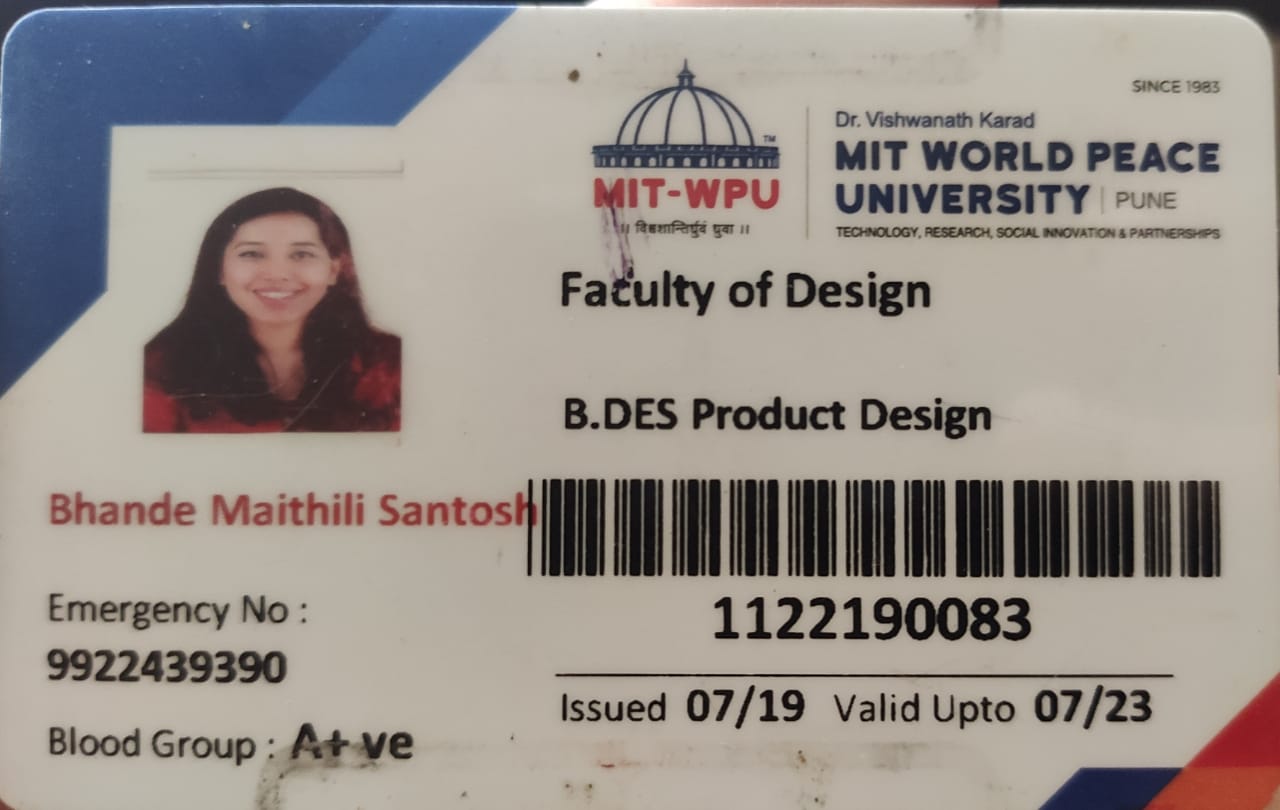 SINCE 1983
Dr. Vishwanath Karad
MIT WORLD PEACE
UNIVERSITY | PUNE
TECHNOLOGY, RESEARCH, SOCIAL INNOVATION & PARTNERSHIPS
TM
MIT-WPU
॥ विश्वशान्तिर्ध्रुवं ध्रुवा ॥
Faculty of Design
B.DES Product Design
Bhande Maithili Santosh
Emergency No :
9922439390
Blood Group : A+ ve
1122190083
Issued 07/19 Valid Upto 07/23